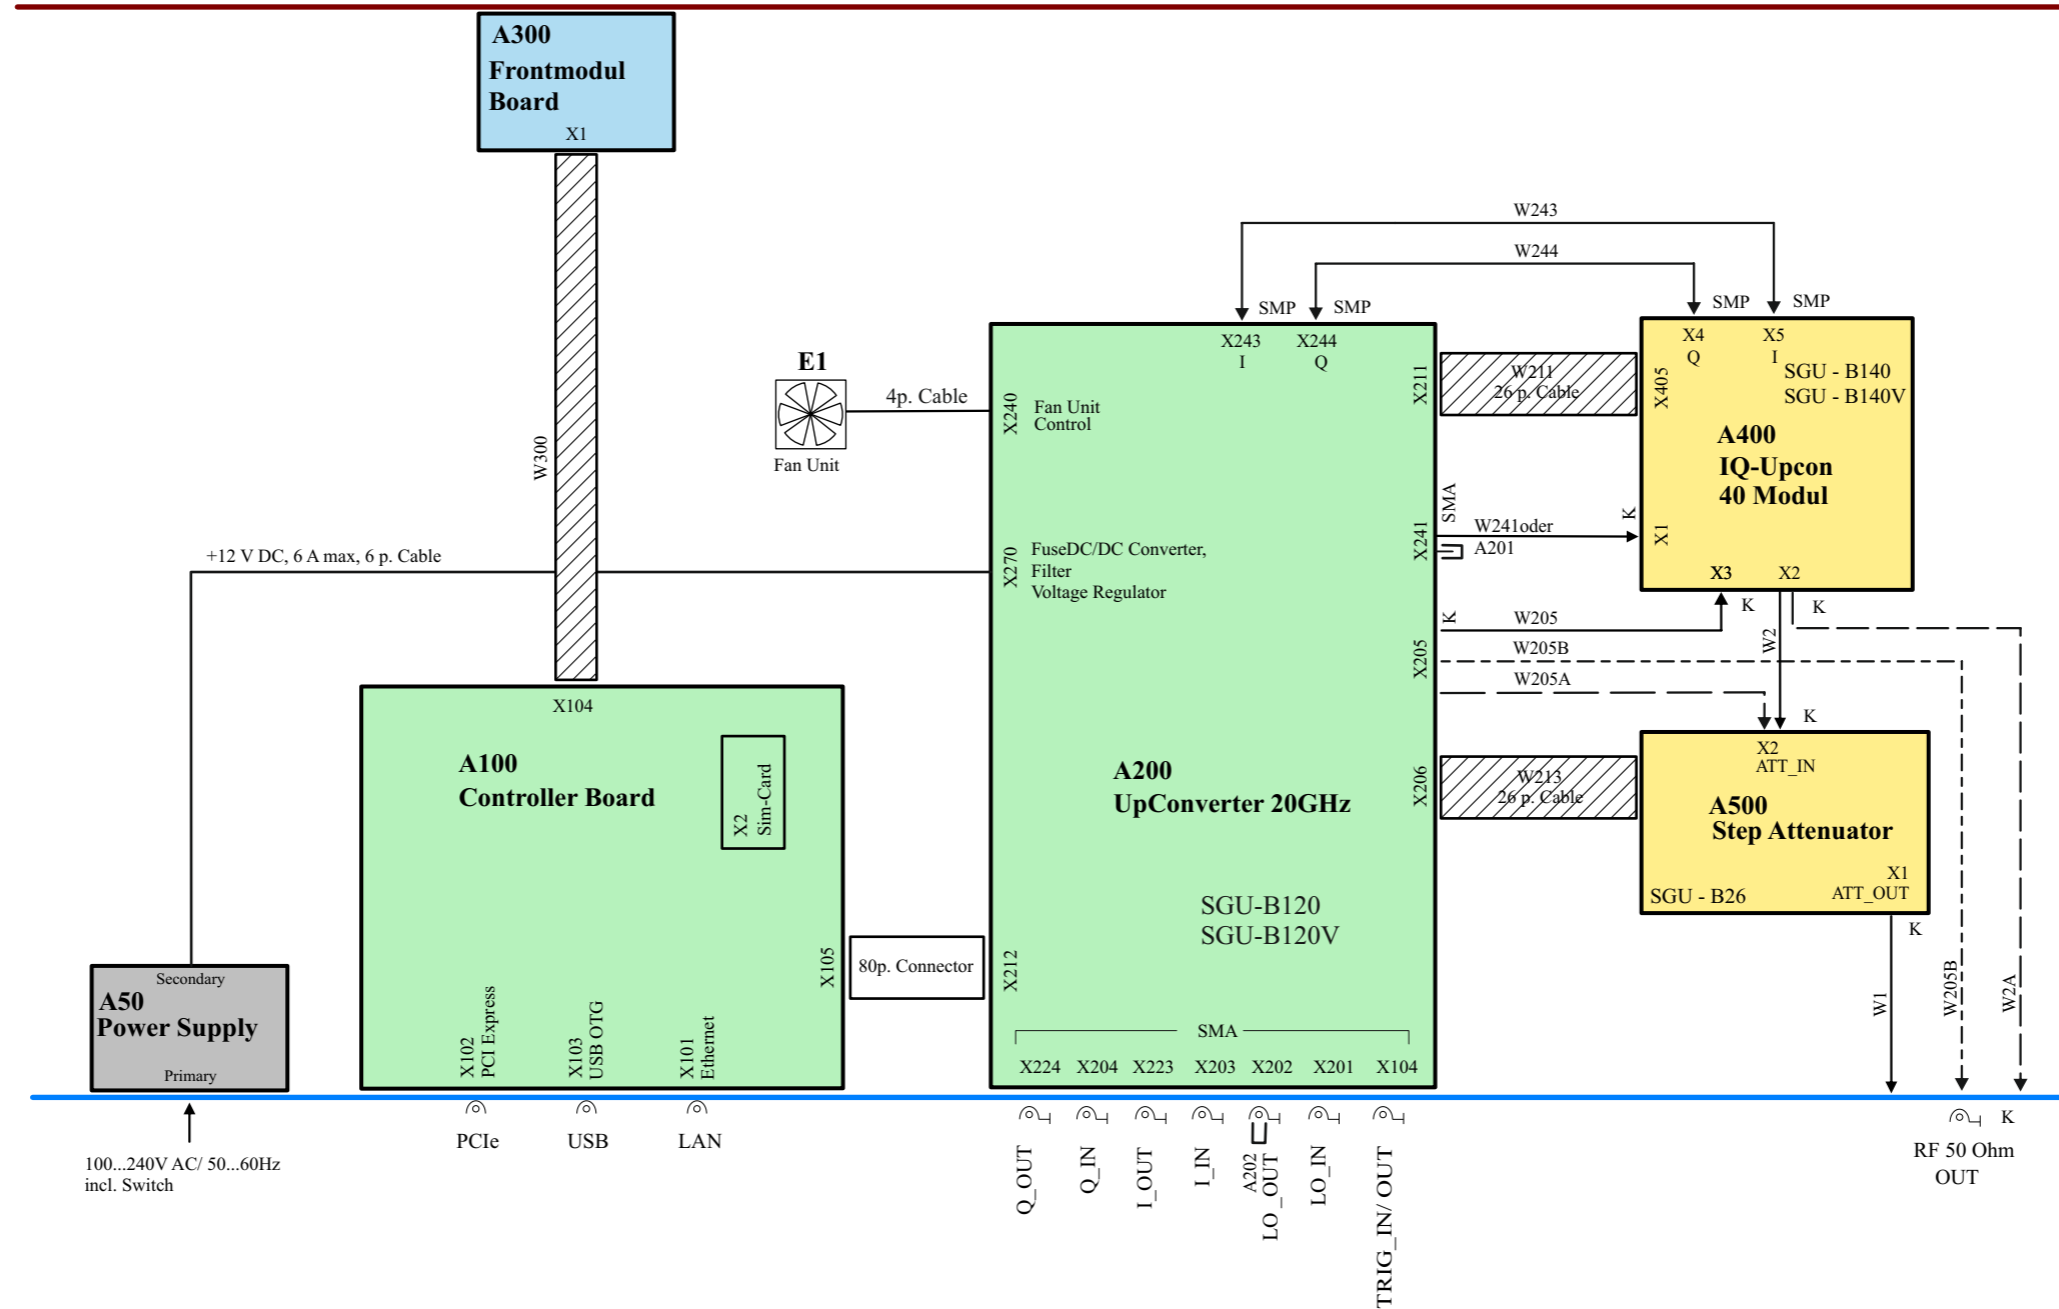 A300
Frontmodul
Board
X1
W300
W243
W244
SMP
SMP
SMP
SMP
X243
I
X244
Q
X4
Q
X5
I
SGU - B140
SGU - B140V
A400
IQ-Upcon
40 Modul
X405
X1
X3
X2
E1
Fan Unit
4p. Cable
X240
Fan Unit
Control
X211
W211
26 p. Cable
SMA
X241
W241oder
A201
K
+12 V DC, 6 A max, 6 p. Cable
X270
FuseDC/DC Converter,
Filter
Voltage Regulator
K
W205
K
K
X205
W205B
W205A
W2
K
X104
A100
Controller Board
X2
Sim-Card
X105
X102
PCI Express
X103
USB OTG
X101
Ethernet
80p. Connector
X212
A200
UpConverter 20GHz
SGU-B120
SGU-B120V
X206
W213
26 p. Cable
X2
ATT_IN
A500
Step Attenuator
X1
ATT_OUT
SGU - B26
K
W1
W205B
W2A
Secondary
A50
Power Supply
Primary
SMA
X224 X204 X223 X203 X202 X201 X104
100...240V AC/ 50...60Hz
incl. Switch
PCIe
USB
LAN
Q_OUT
Q_IN
I_OUT
I_IN
A202
LO_OUT
LO_IN
TRIG_IN/ OUT
K
RF 50 Ohm
OUT